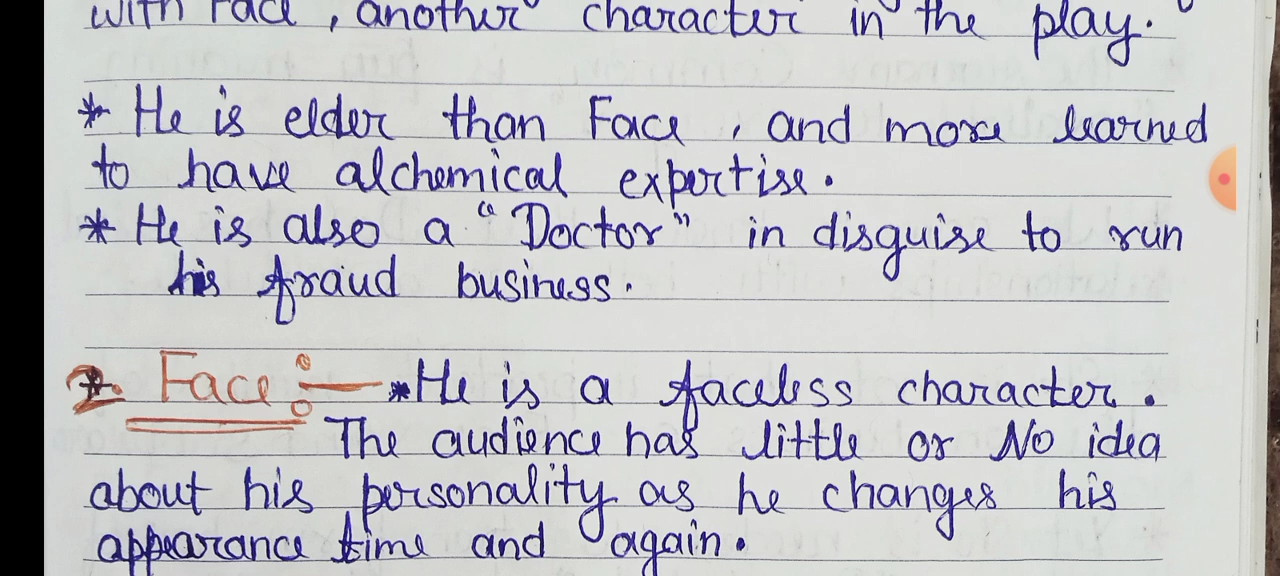 with Face, another character in the play.
* He is elder than Face, and more learned
to have alchemical expertise.
* He is also a "Doctor" in disguise to run
his fraud business.
2. Face :— * He is a faceless character.
The audience has little or No idea
about his personality as he changes his
appearance time and again.